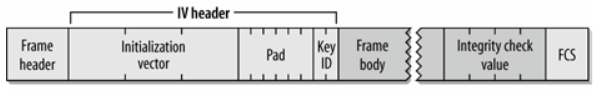 IV header
Frame header
Initialization vector
Pad
Key ID
Frame body
Integrity check value
FCS